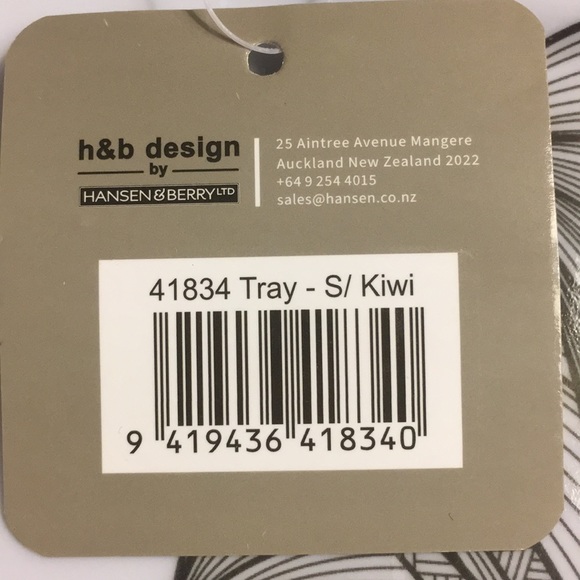 h&b design
by
HANSEN&BERRY LTD
25 Aintree Avenue Mangere
Auckland New Zealand 2022
+64 9 254 4015
sales@hansen.co.nz
41834 Tray - S/ Kiwi
9 419436 418340